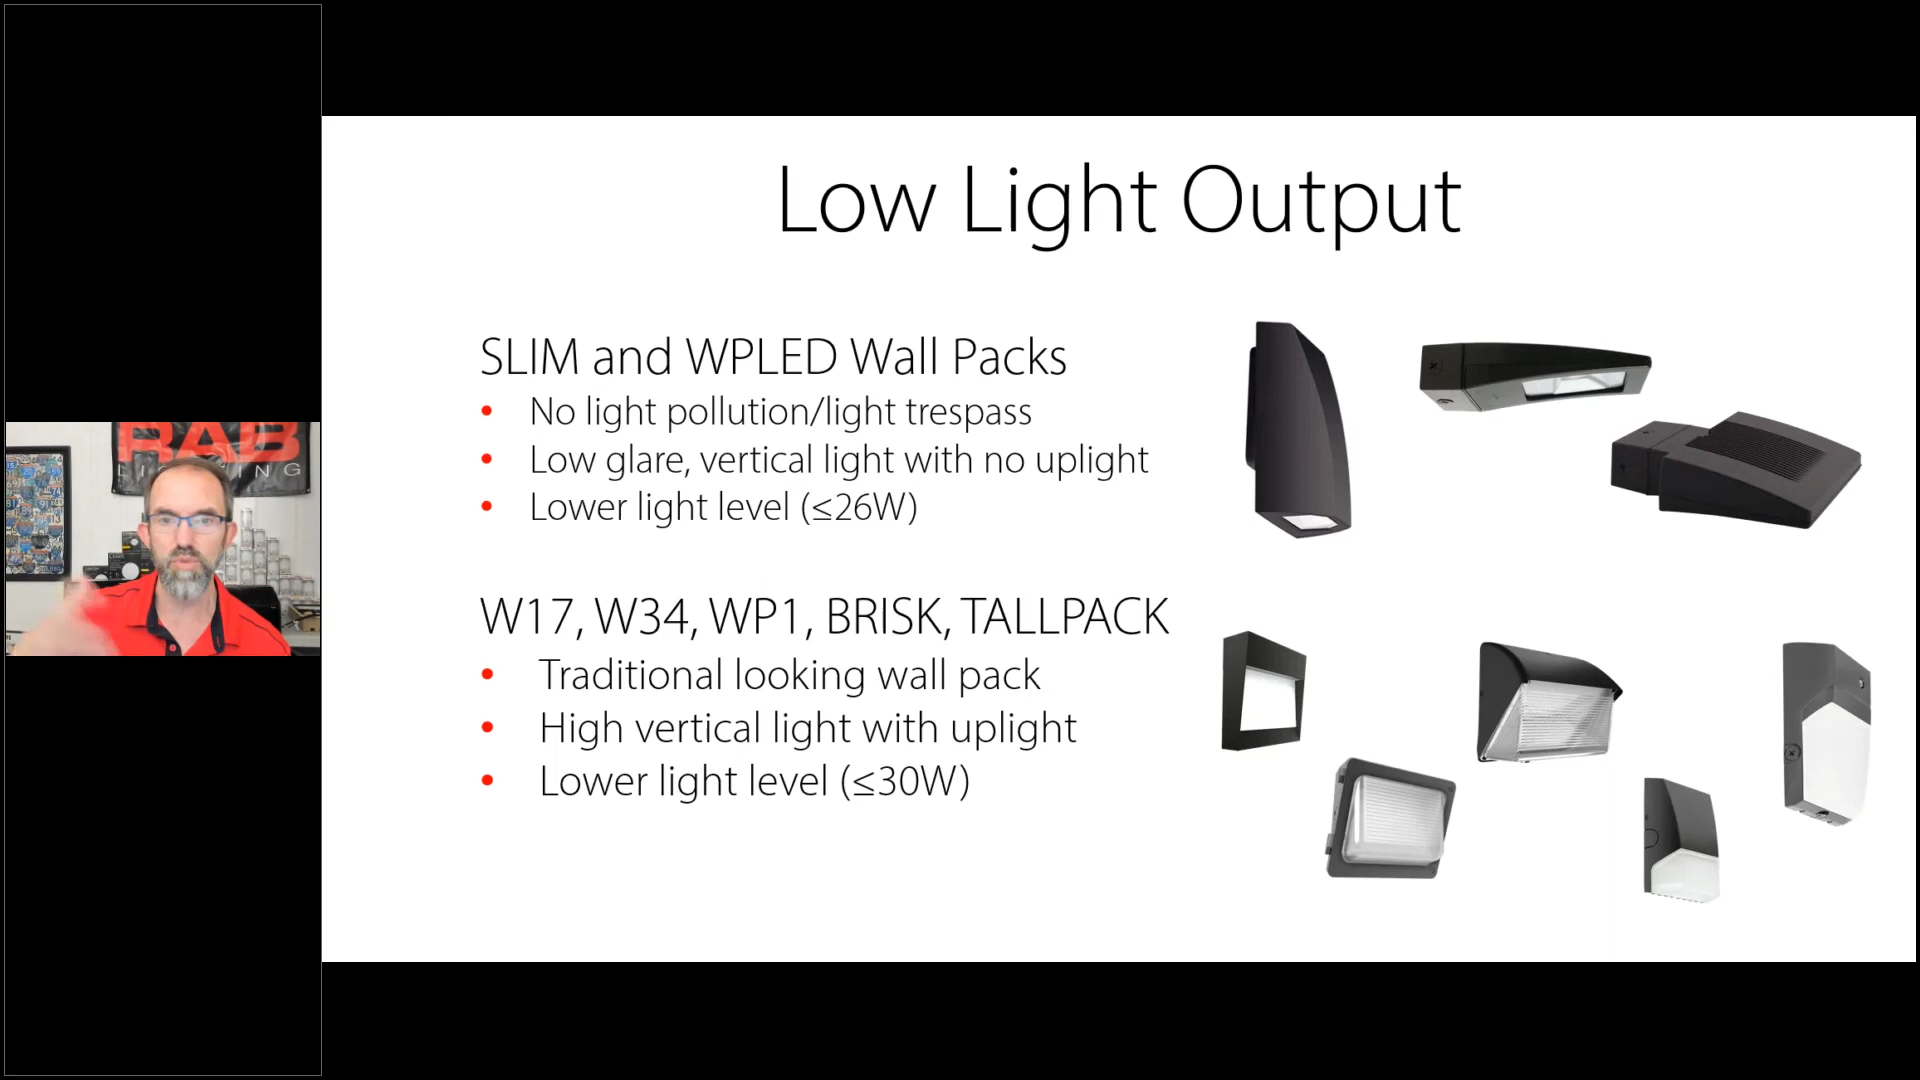 Low Light Output
SLIM and WPLED Wall Packs
• No light pollution/light trespass
• Low glare, vertical light with no uplight
• Lower light level (≤26W)
W17, W34, WP1, BRISK, TALLPACK
• Traditional looking wall pack
• High vertical light with uplight
• Lower light level (≤30W)
RAB
LIGHTING